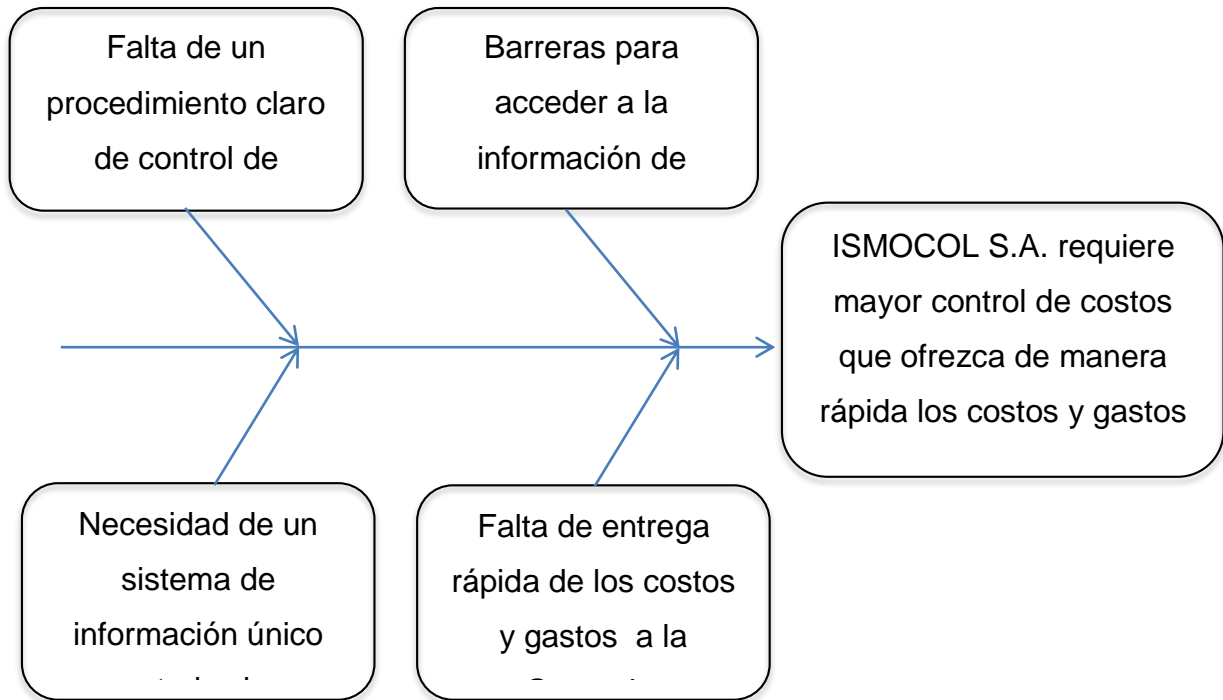 Falta de un
procedimiento claro
de control de
Barreras para
acceder a la
información de
ISMOCOL S.A. requiere
mayor control de costos
que ofrezca de manera
rápida los costos y gastos
Necesidad de un
sistema de
información único
Falta de entrega
rápida de los costos
y gastos a la